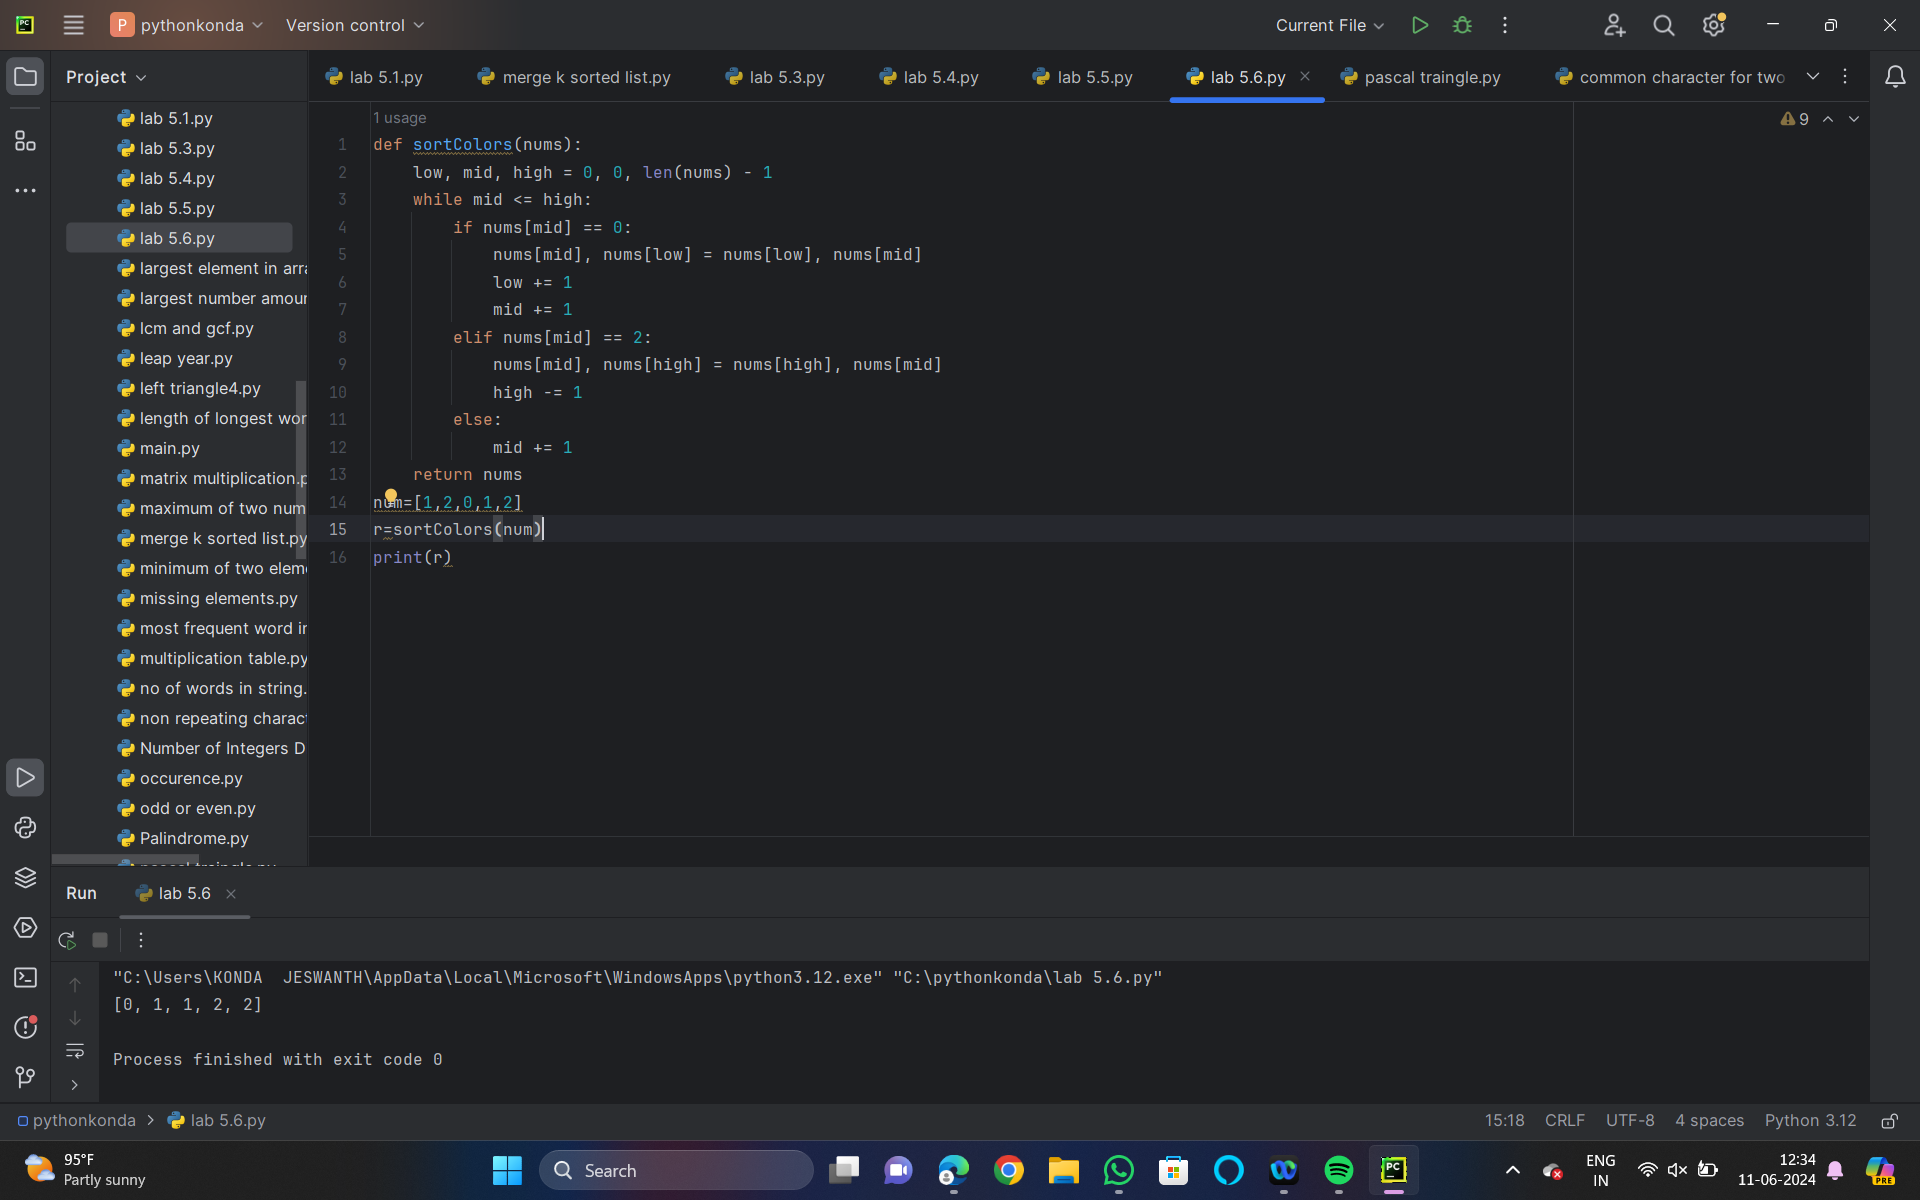 PC P pythonkonda Version control Current File
Project
lab 5.1.py merge k sorted list.py lab 5.3.py lab 5.4.py lab 5.5.py lab 5.6.py pascal traingle.py common character for two
lab 5.1.py
lab 5.3.py
lab 5.4.py
lab 5.5.py
lab 5.6.py
largest element in arra
largest number amour
lcm and gcf.py
leap year.py
left triangle4.py
length of longest wor
main.py
matrix multiplication.p
maximum of two num
merge k sorted list.py
minimum of two eleme
missing elements.py
most frequent word in
multiplication table.py
no of words in string.
non repeating charact
Number of Integers D
occurence.py
odd or even.py
Palindrome.py
1 usage
9
1 def sortColors(nums):
2     low, mid, high = 0, 0, len(nums) - 1
3     while mid <= high:
4         if nums[mid] == 0:
5             nums[mid], nums[low] = nums[low], nums[mid]
6             low += 1
7             mid += 1
8         elif nums[mid] == 2:
9             nums[mid], nums[high] = nums[high], nums[mid]
10             high -= 1
11         else:
12             mid += 1
13     return nums
14 num=[1,2,0,1,2]
15 r=sortColors(num)
16 print(r)
Run lab 5.6
"C:\Users\KONDA  JESWANTH\AppData\Local\Microsoft\WindowsApps\python3.12.exe" "C:\pythonkonda\lab 5.6.py"
[0, 1, 1, 2, 2]
Process finished with exit code 0
pythonkonda > lab 5.6.py 15:18 CRLF UTF-8 4 spaces Python 3.12
95°F
Partly sunny
Search
PC
ENG
IN
12:34
11-06-2024
PRE